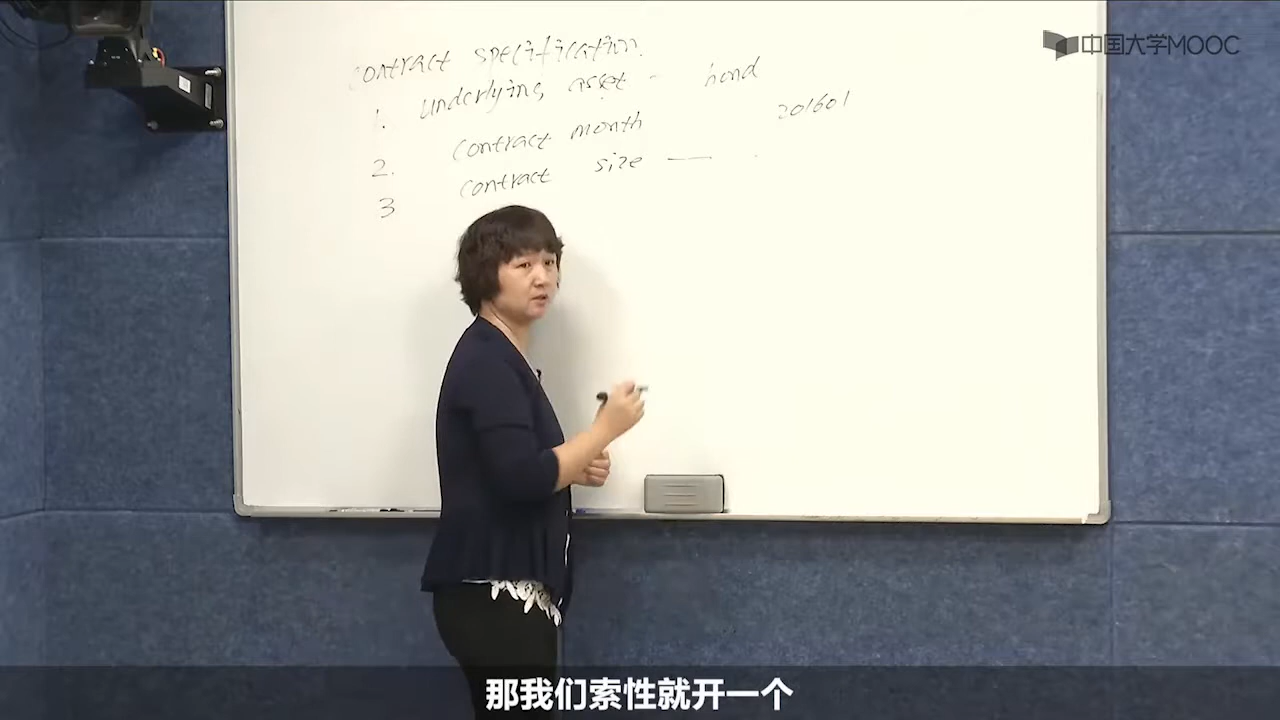 contract specification.
1. underlying asset - bond
2. contract month 201601
3 contract size —
中国大学MOOC
那我们索性就开一个